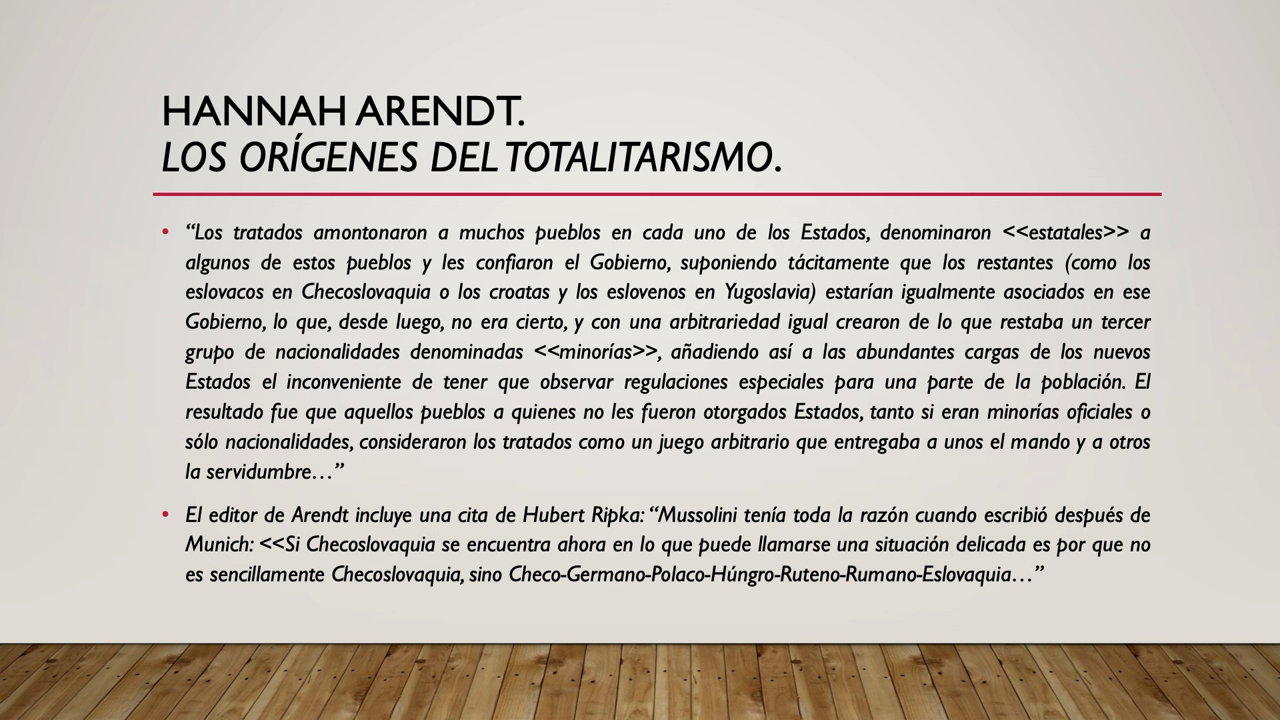 HANNAH ARENDT.
LOS ORÍGENES DEL TOTALITARISMO.
• “Los tratados amontonaron a muchos pueblos en cada uno de los Estados, denominaron <<estatales>> a
algunos de estos pueblos y les confiaron el Gobierno, suponiendo tácitamente que los restantes (como los
eslovacos en Checoslovaquia o los croatas y los eslovenos en Yugoslavia) estarían igualmente asociados en ese
Gobierno, lo que, desde luego, no era cierto, y con una arbitrariedad igual crearon de lo que restaba un tercer
grupo de nacionalidades denominadas <<minorías>>, añadiendo así a las abundantes cargas de los nuevos
Estados el inconveniente de tener que observar regulaciones especiales para una parte de la población. El
resultado fue que aquellos pueblos a quienes no les fueron otorgados Estados, tanto si eran minorías oficiales o
sólo nacionalidades, consideraron los tratados como un juego arbitrario que entregaba a unos el mando y a otros
la servidumbre…”
• El editor de Arendt incluye una cita de Hubert Ripka: “Mussolini tenía toda la razón cuando escribió después de
Munich: <<Si Checoslovaquia se encuentra ahora en lo que puede llamarse una situación delicada es por que no
es sencillamente Checoslovaquia, sino Checo-Germano-Polaco-Húngro-Ruteno-Rumano-Eslovaquia…”